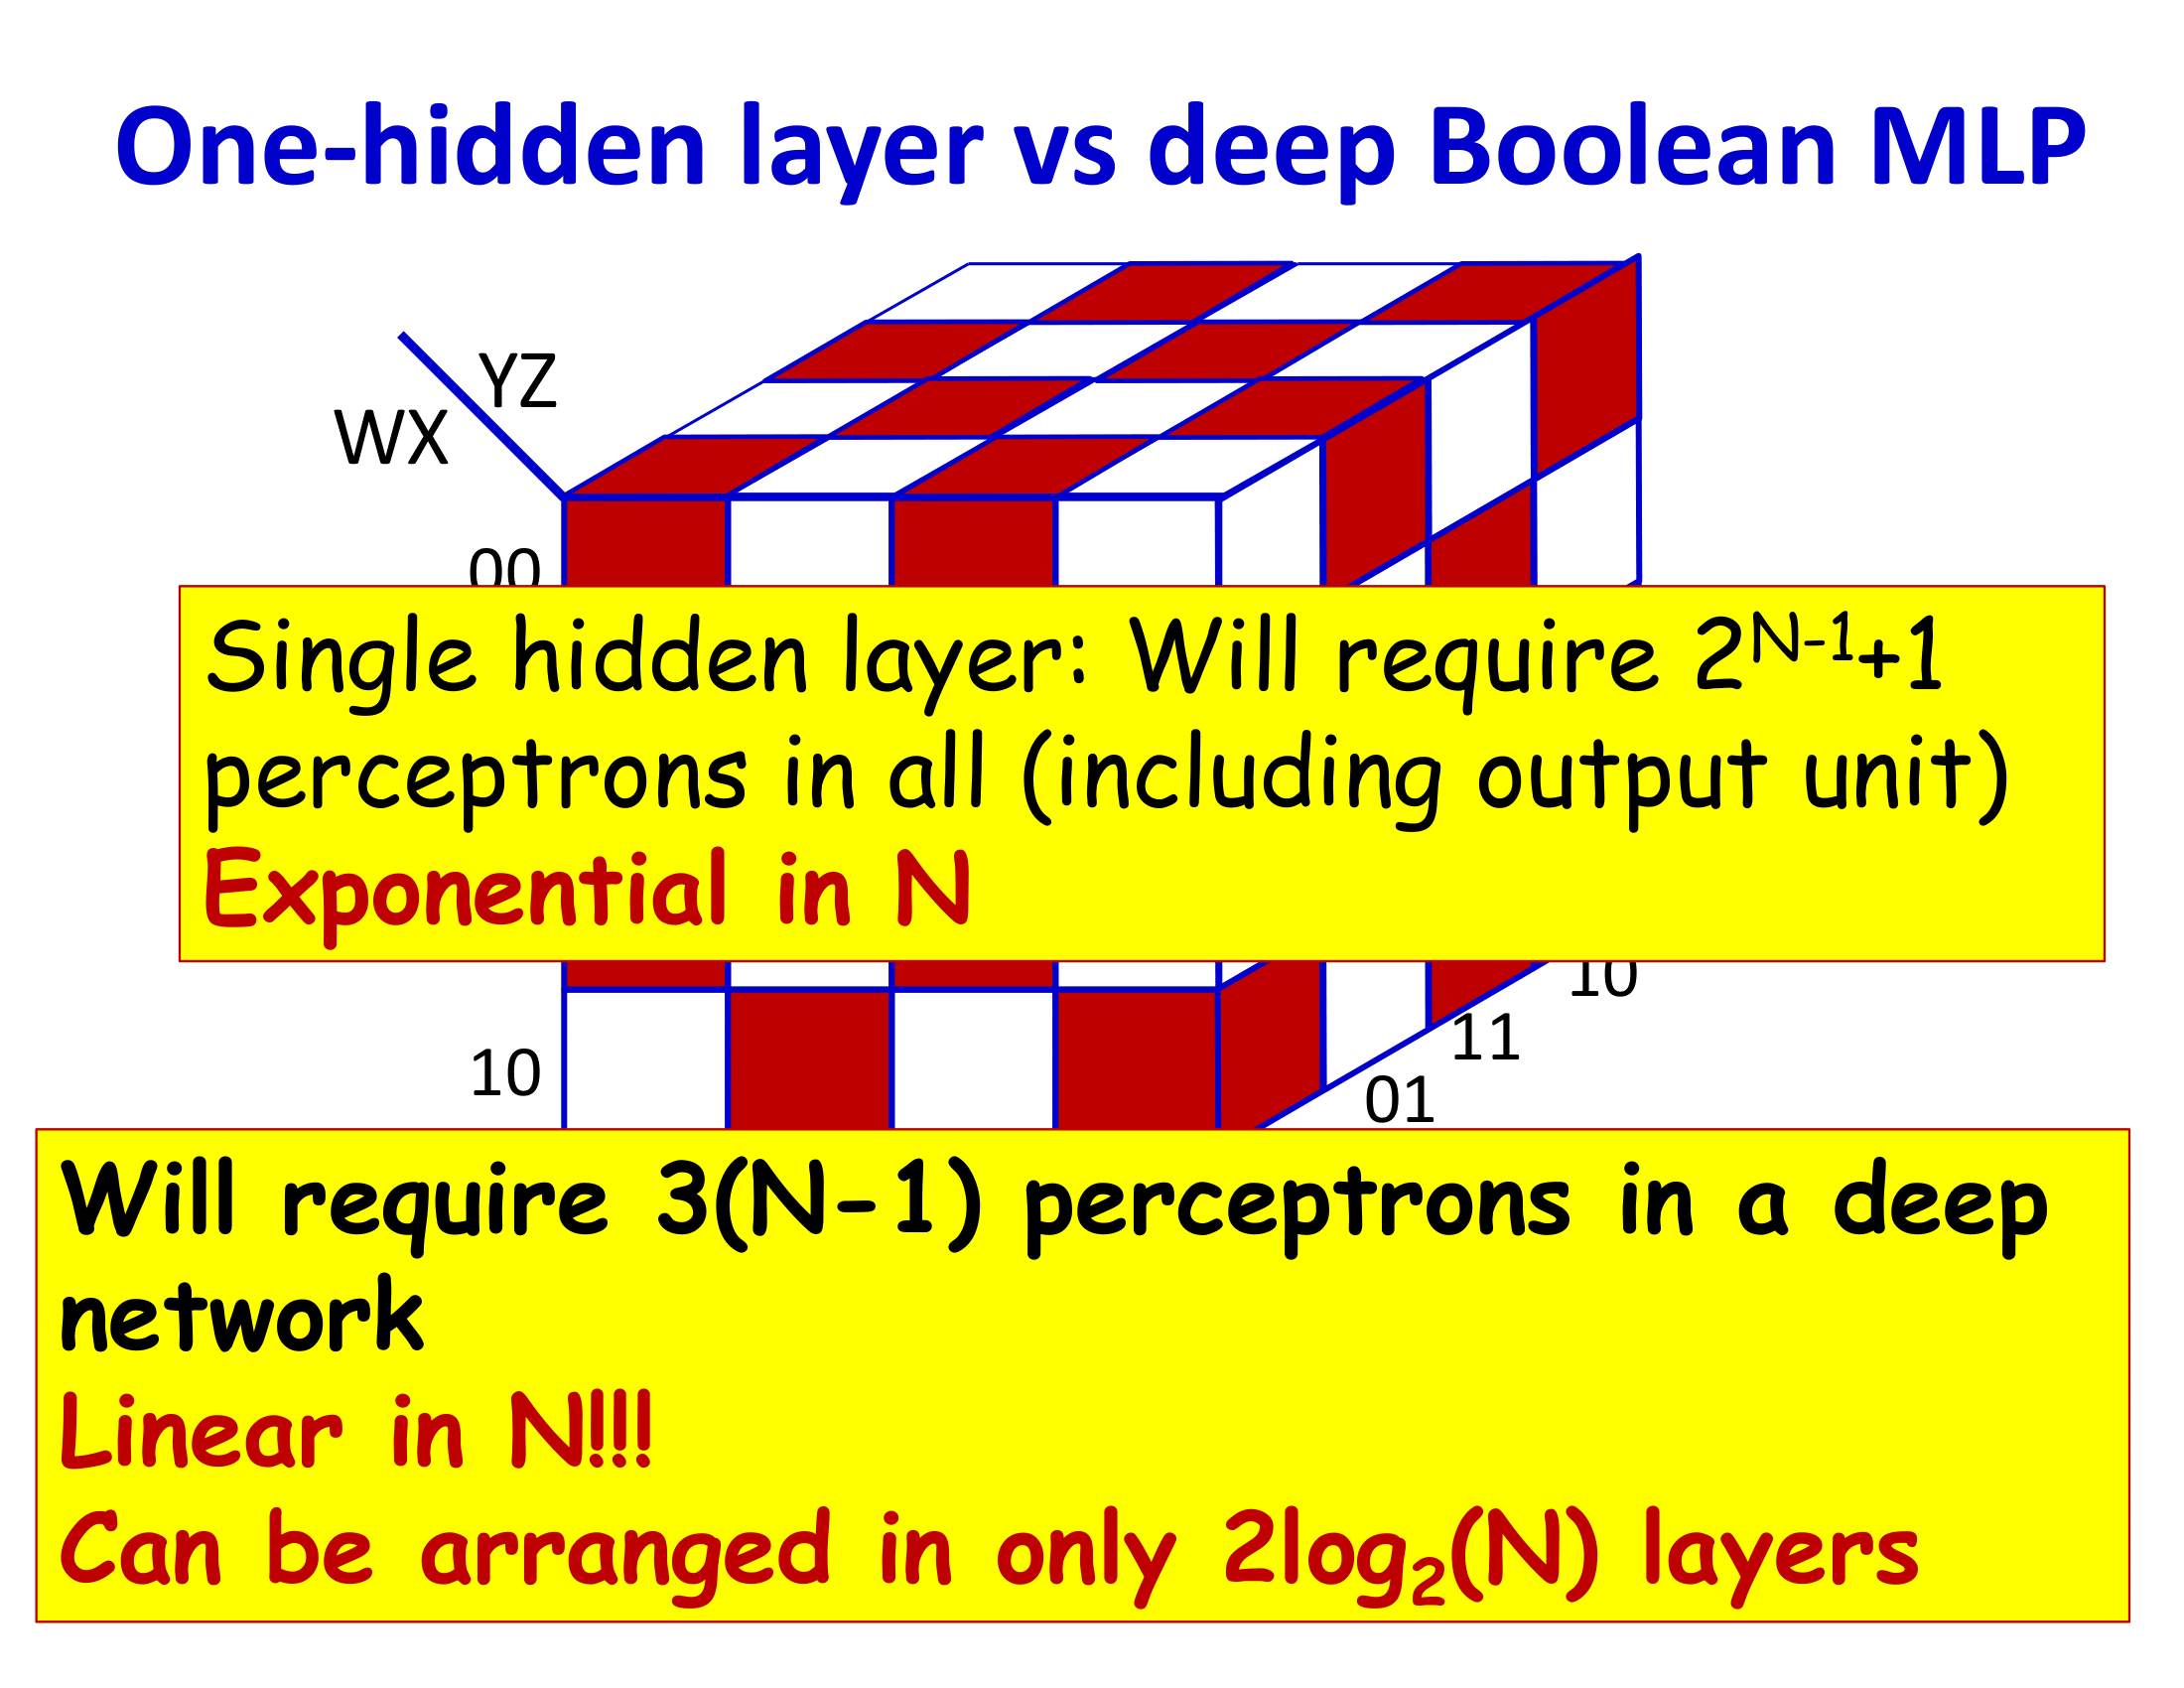 One-hidden layer vs deep Boolean MLP
YZ
WX
00
Single hidden layer: Will require 2^{N-1}+1
perceptrons in all (including output unit)
Exponential in N
10
11
10
01
Will require 3(N-1) perceptrons in a deep
network
Linear in N!!!
Can be arranged in only 2log₂(N) layers